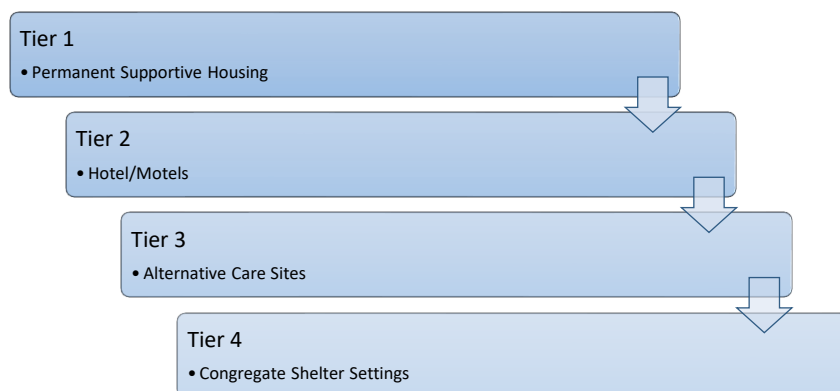 Tier 1
• Permanent Supportive Housing
Tier 2
• Hotel/Motels
Tier 3
• Alternative Care Sites
Tier 4
• Congregate Shelter Settings